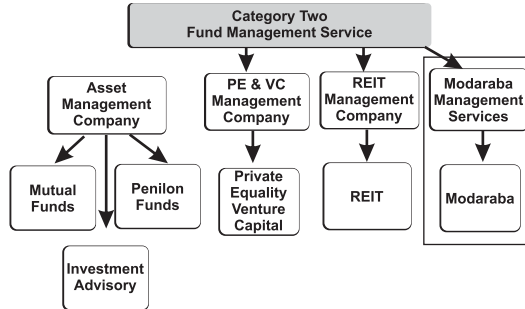 Category Two
Fund Management Service
Asset
Management
Company
PE & VC
Management
Company
REIT
Management
Company
Modaraba
Management
Services
Mutual
Funds
Penilon
Funds
Private
Equality
Venture
Capital
REIT
Modaraba
Investment
Advisory